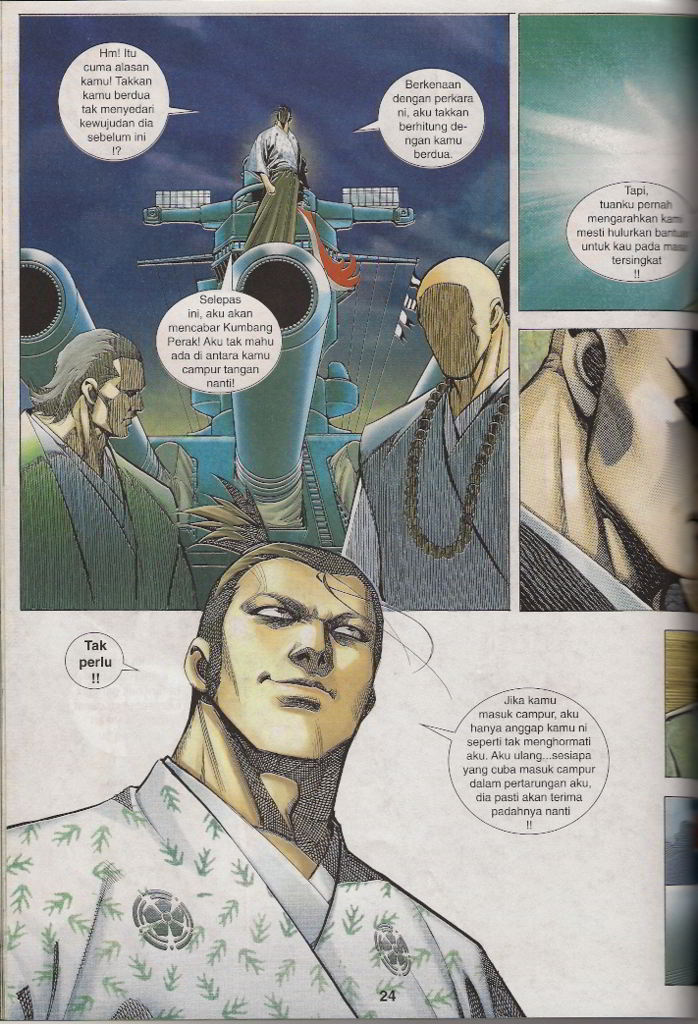 Hm! Itu
cuma alasan
kamu! Takkan
kamu berdua
tak menyedari
kewujudan dia
sebelum ini
!?
Berkenaan
dengan perkara
ni, aku takkan
berhitung de-
ngan kamu
berdua.
Selepas
ini, aku akan
mencabar Kumbang
Perak! Aku tak mahu
ada di antara kamu
campur tangan
nanti!
Tapi,
tuanku pernah
mengarahkan kami
mesti hulurkan bantuan
untuk kau pada masa
tersingkat
!!
Tak
perlu
!!
Jika kamu
masuk campur, aku
hanya anggap kamu ni
seperti tak menghormati
aku. Aku ulang...sesiapa
yang cuba masuk campur
dalam pertarungan aku,
dia pasti akan terima
padahnya nanti
!!
24